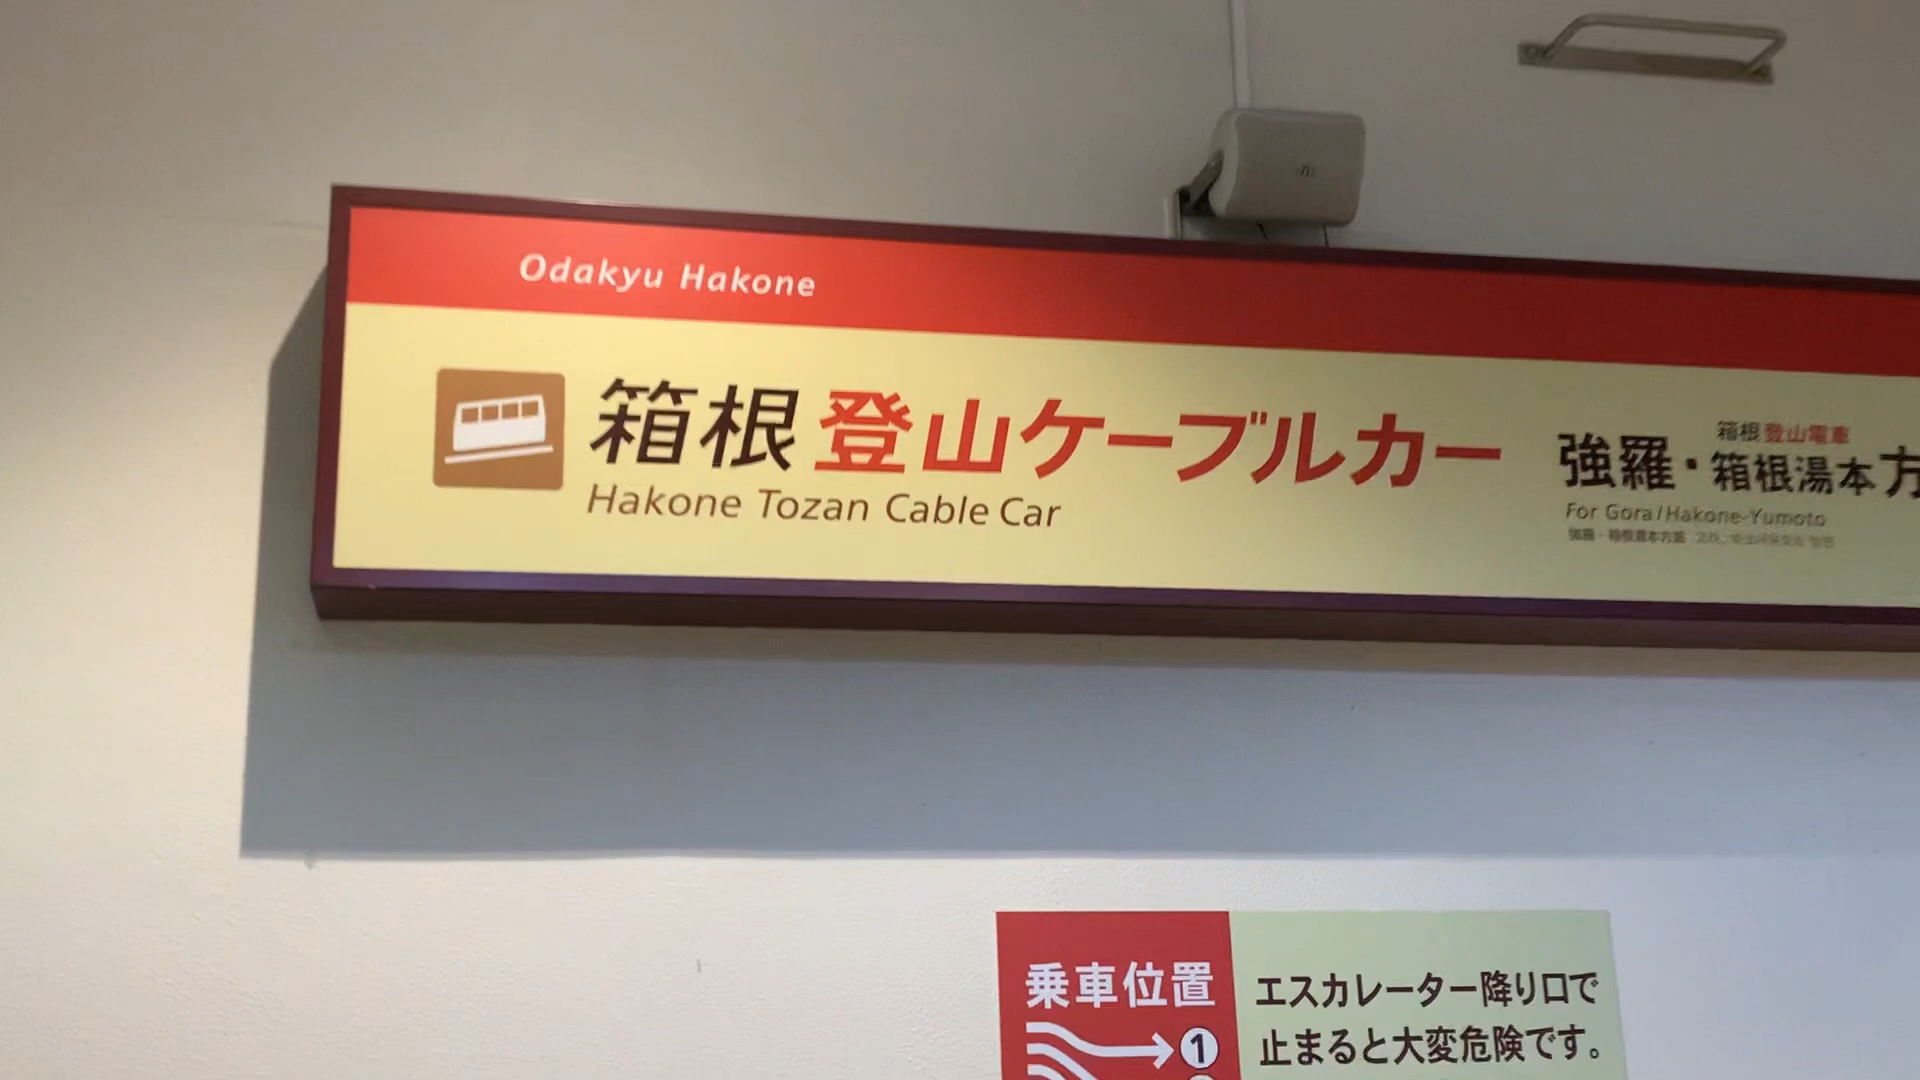 Odakyu Hakone
箱根登山ケーブルカー
Hakone Tozan Cable Car
箱根登山電車
強羅・箱根湯本方
For Gora/Hakone-Yumoto
乗車位置
1
エスカレーター降り口で
止まると大変危険です。